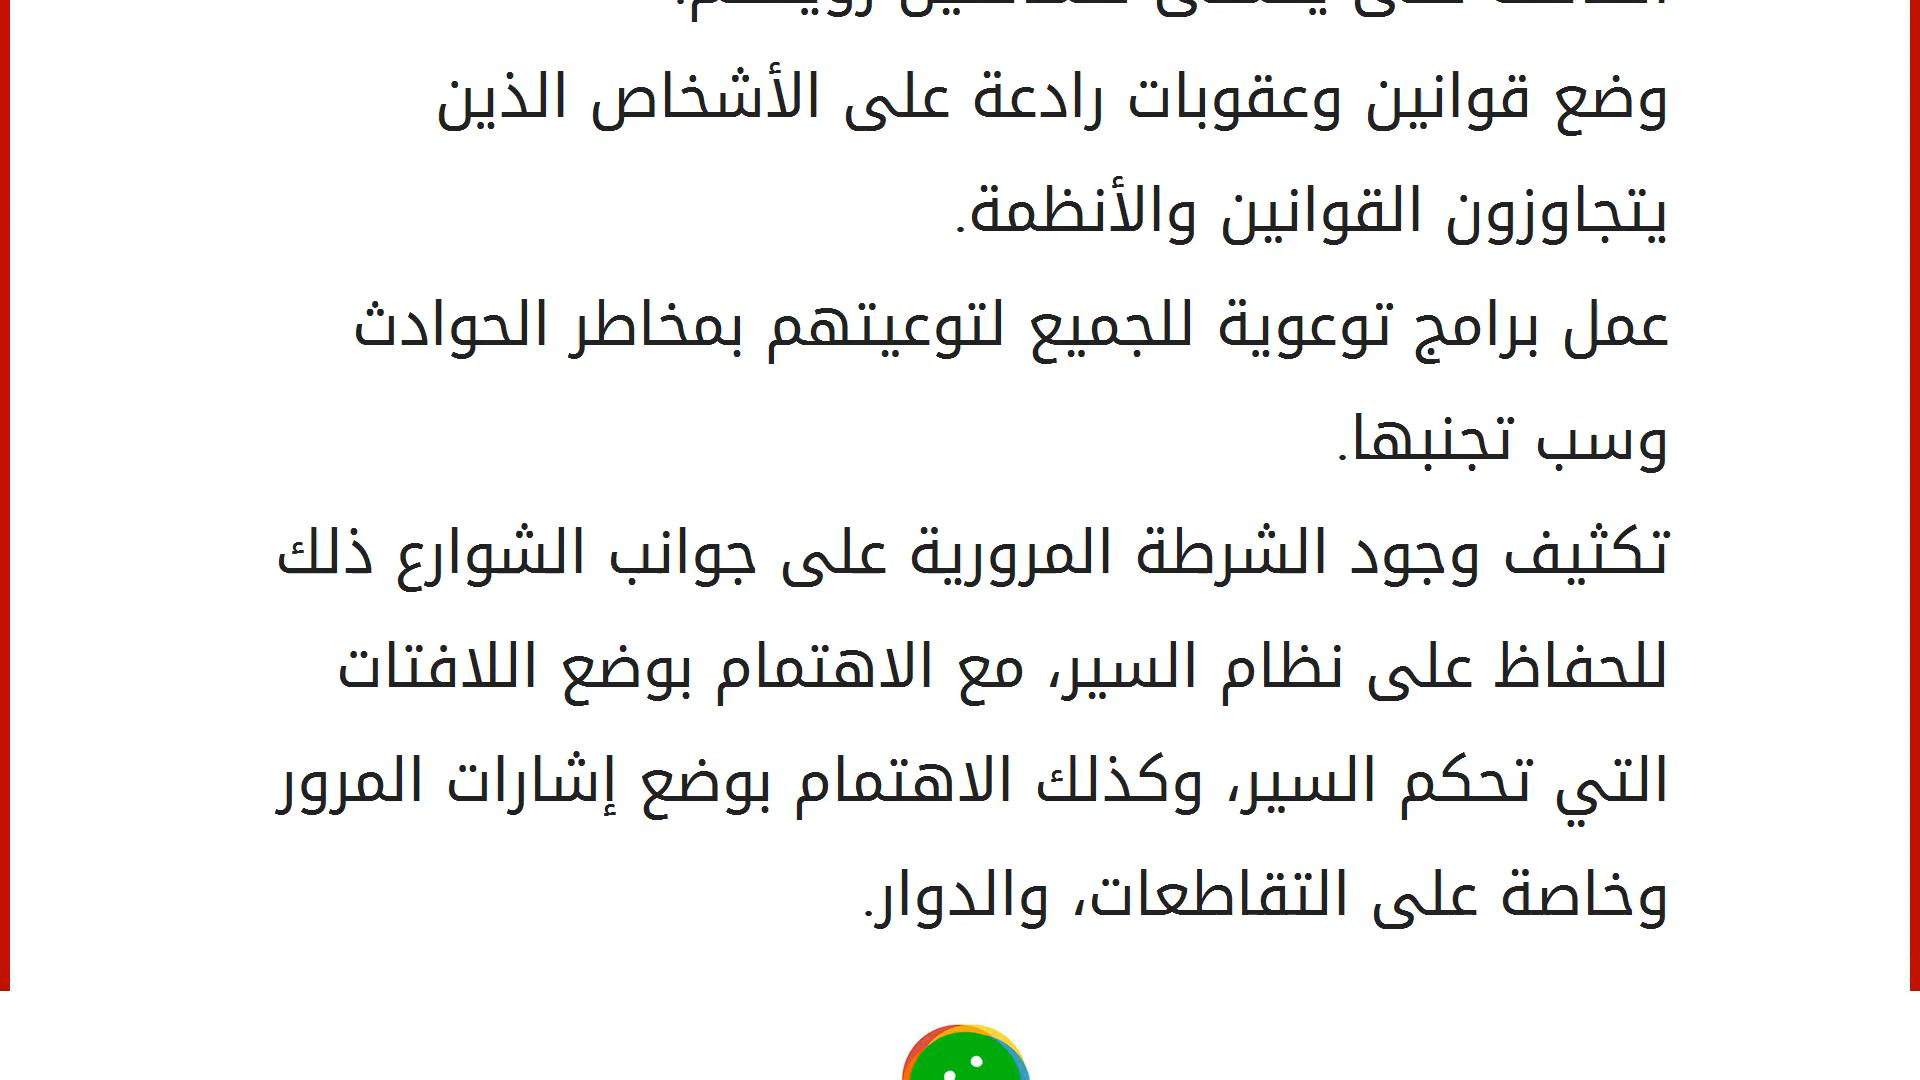 وضع قوانين وعقوبات رادعة على الأشخاص الذين
يتجاوزون القوانين والأنظمة.
عمل برامج توعوية للجميع لتوعيتهم بمخاطر الحوادث
وسب تجنبها.
تكثيف وجود الشرطة المرورية على جوانب الشوارع ذلك
للحفاظ على نظام السير، مع الاهتمام بوضع اللافتات
التي تحكم السير، وكذلك الاهتمام بوضع إشارات المرور
وخاصة على التقاطعات، والدوار.